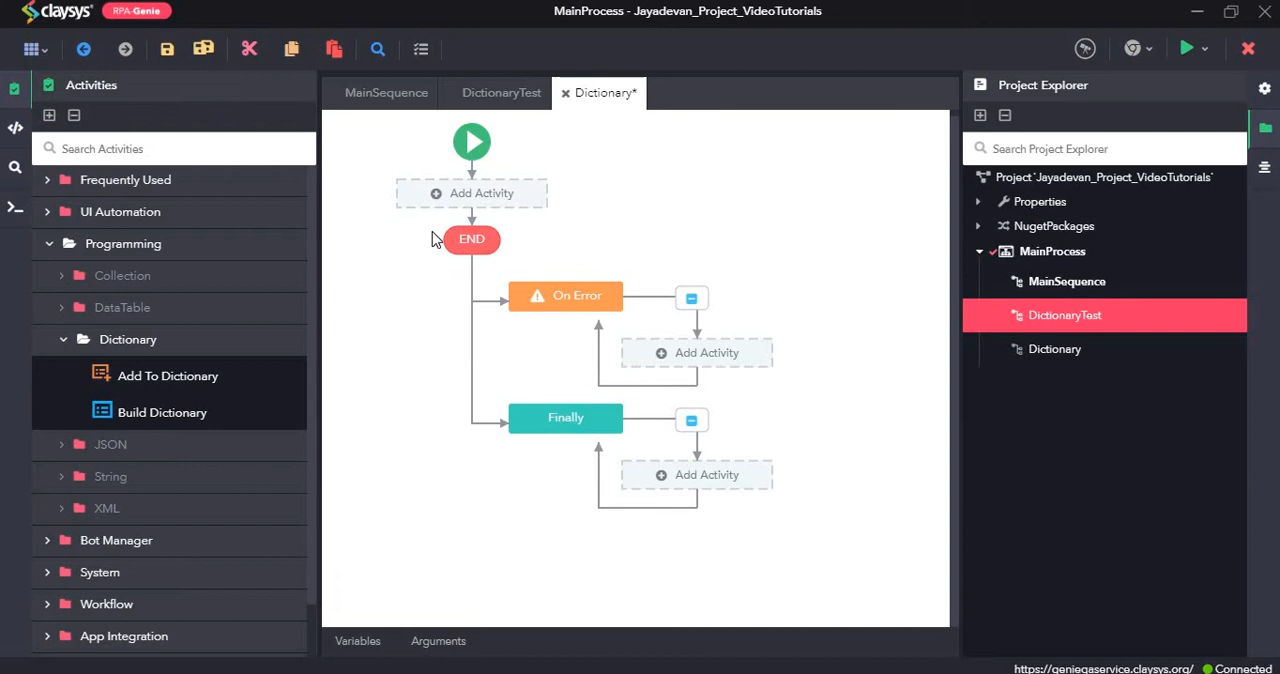 claysys RPA-Genie
MainProcess - Jayadevan_Project_VideoTutorials
Activities
Search Activities
Frequently Used
UI Automation
Programming
Collection
DataTable
Dictionary
Add To Dictionary
Build Dictionary
JSON
String
XML
Bot Manager
System
Workflow
App Integration
MainSequence
DictionaryTest
Dictionary*
Add Activity
END
On Error
Add Activity
Finally
Add Activity
Variables
Arguments
Project Explorer
Search Project Explorer
Project'Jayadevan_Project_VideoTutorials'
Properties
NugetPackages
MainProcess
MainSequence
DictionaryTest
Dictionary
https://genieqaservice.claysys.org/ Connected